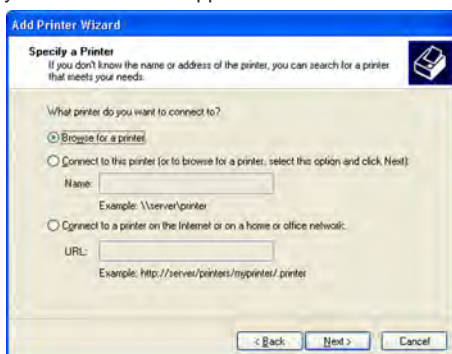 Add Printer Wizard
Specify a Printer
If you don't know the name or address of the printer, you can search for a printer
that meets your needs.
What printer do you want to connect to?
Browse for a printer
Connect to this printer (or to browse for a printer, select this option and click Next):
Name:
Example: \\server\printer
Connect to a printer on the Internet or on a home or office network:
URL:
Example: http://server/printers/myprinter/.printer
< Back Next > Cancel